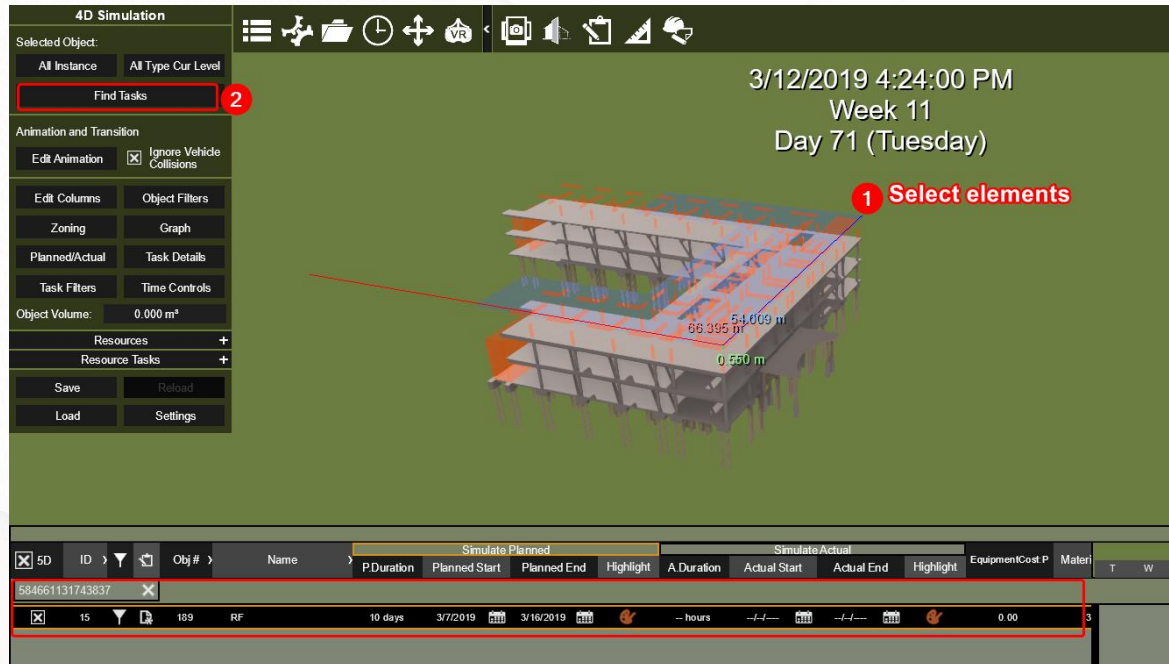 4D Simulation
Selected Object:
All Instance All Type Cur Level
Find Tasks
2
Animation and Transition
Edit Animation Ignore Vehicle Collisions
Edit Columns Object Filters
Zoning Graph
Planned/Actual Task Details
Task Filters Time Controls
Object Volume: 0.000 m³
Resources +
Resource Tasks +
Save Reload
Load Settings
VR
3/12/2019 4:24:00 PM
Week 11
Day 71 (Tuesday)
1 Select elements
54.609 m
66.395 m
0.550 m
Simulate Planned Simulate Actual
5D ID Obj # Name P.Duration Planned Start Planned End Highlight A.Duration Actual Start Actual End Highlight EquipmentCost.P Materi T W
584661131743837
15 189 RF 10 days 3/7/2019 3/16/2019 -- hours --/--/---- --/--/---- 0.00 3